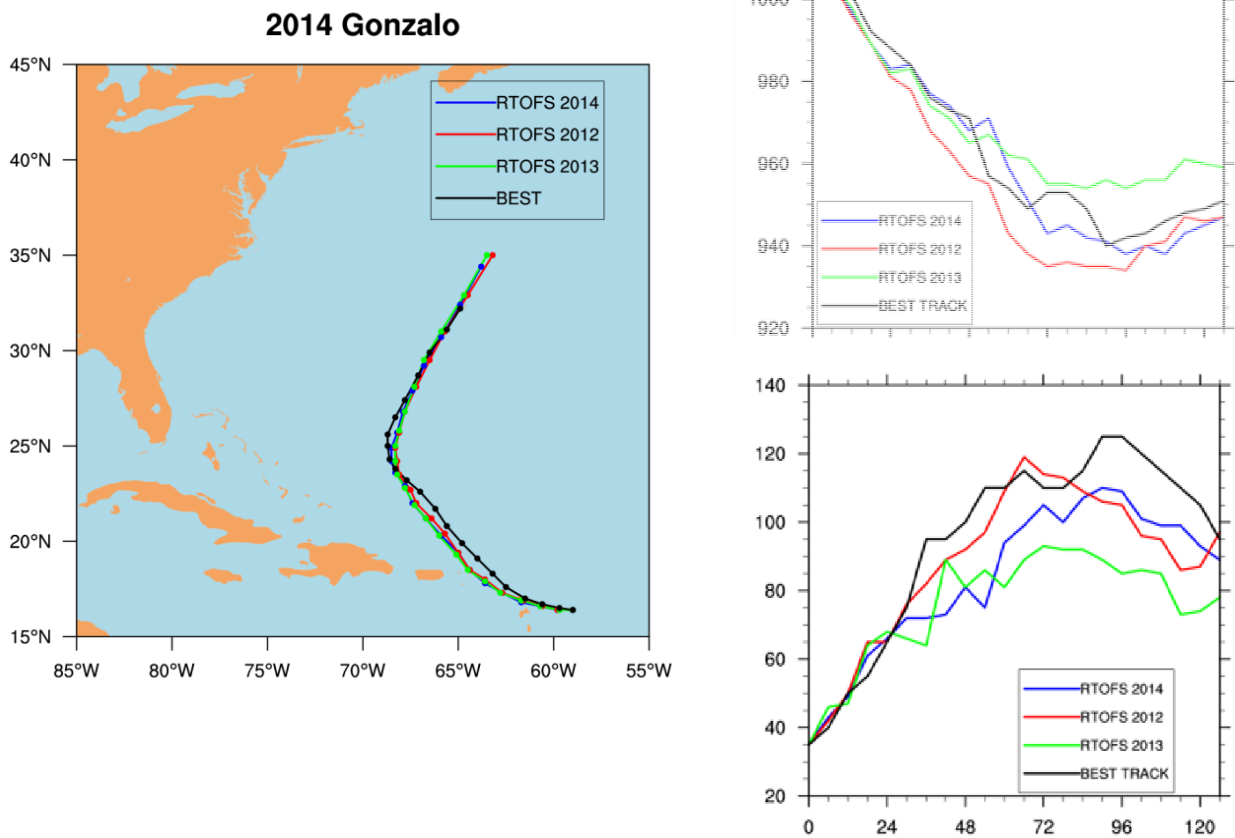 2014 Gonzalo
45°N
40°N
35°N
30°N
25°N
20°N
15°N
85°W
80°W
75°W
70°W
65°W
60°W
55°W
RTOFS 2014
RTOFS 2012
RTOFS 2013
BEST
980
960
940
920
RTOFS 2014
RTOFS 2012
RTOFS 2013
BEST TRACK
140
120
100
80
60
40
20
0
24
48
72
96
120
RTOFS 2014
RTOFS 2012
RTOFS 2013
BEST TRACK